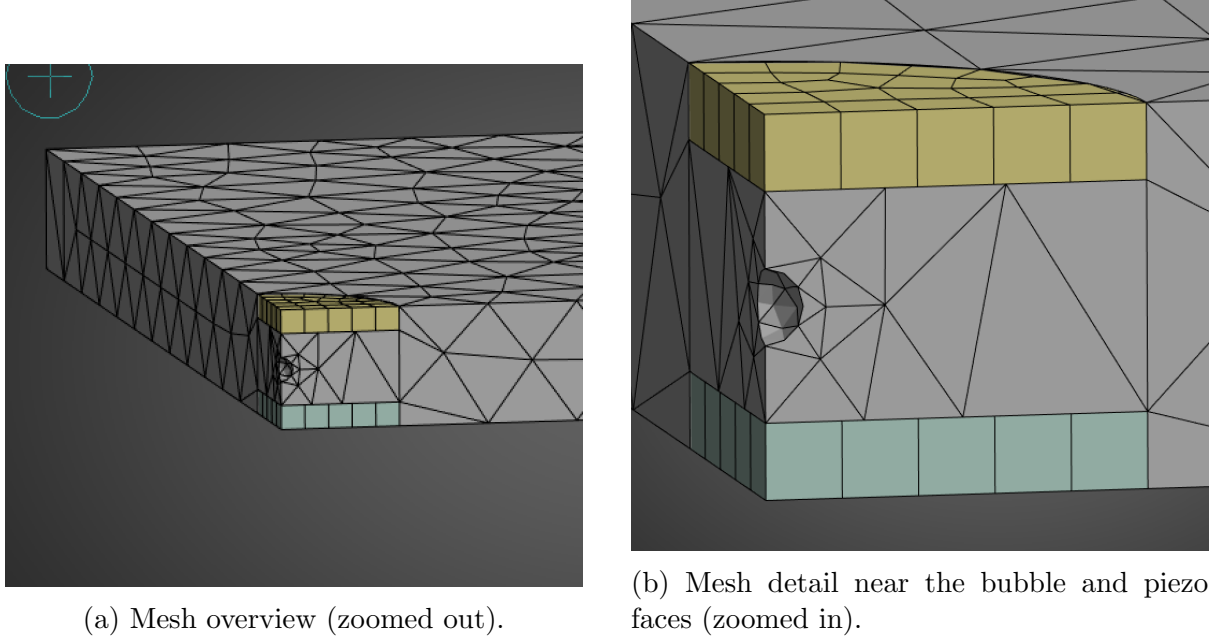 (a) Mesh overview (zoomed out).
(b) Mesh detail near the bubble and piezo
faces (zoomed in).